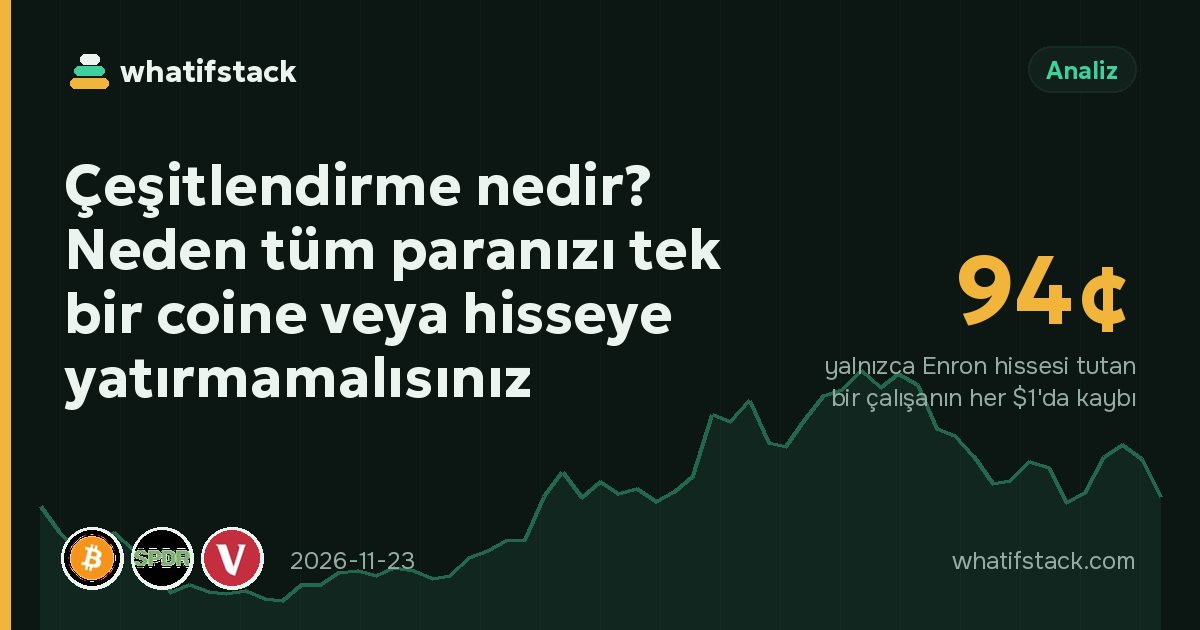 whatifstack
Analiz
Çeşitlendirme nedir?
Neden tüm paranızı tek
bir coine veya hisseye
yatırmamalısınız
94¢
yalnızca Enron hissesi tutan
bir çalışanın her $1'da kaybı
SPDR
V
2026-11-23
whatifstack.com